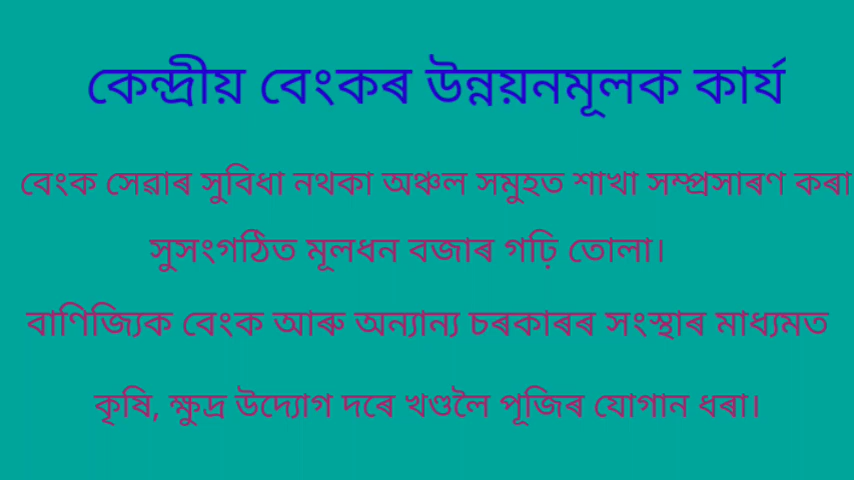 কেন্দ্ৰীয় বেংকৰ উন্নয়নমূলক কাৰ্য
বেংক সেৱাৰ সুবিধা নথকা অঞ্চল সমুহত শাখা সম্প্ৰসাৰণ কৰা
সুসংগঠিত মূলধন বজাৰ গঢ়ি তোলা।
বাণিজ্যিক বেংক আৰু অন্যান্য চৰকাৰৰ সংস্থাৰ মাধ্যমত
কৃষি, ক্ষুদ্ৰ উদ্যোগ দৰে খণ্ডলৈ পূজিৰ যোগান ধৰা।